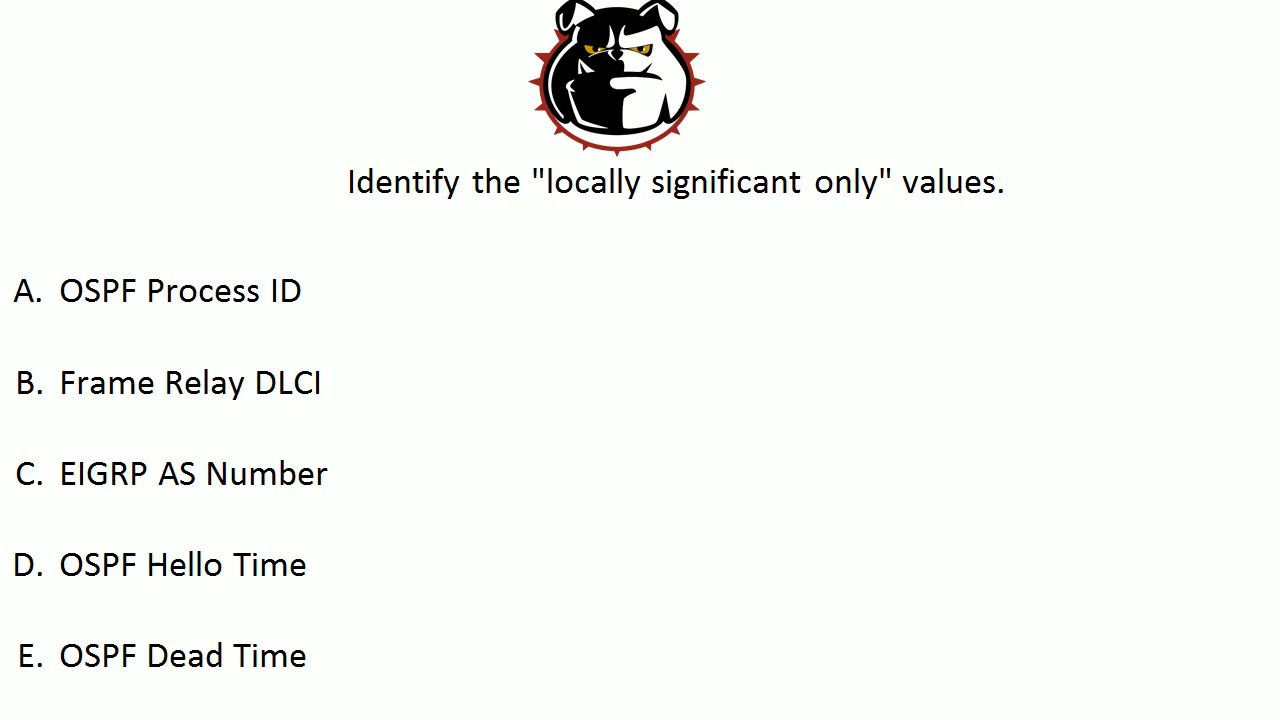 Identify the "locally significant only" values.
A. OSPF Process ID
B. Frame Relay DLCI
C. EIGRP AS Number
D. OSPF Hello Time
E. OSPF Dead Time